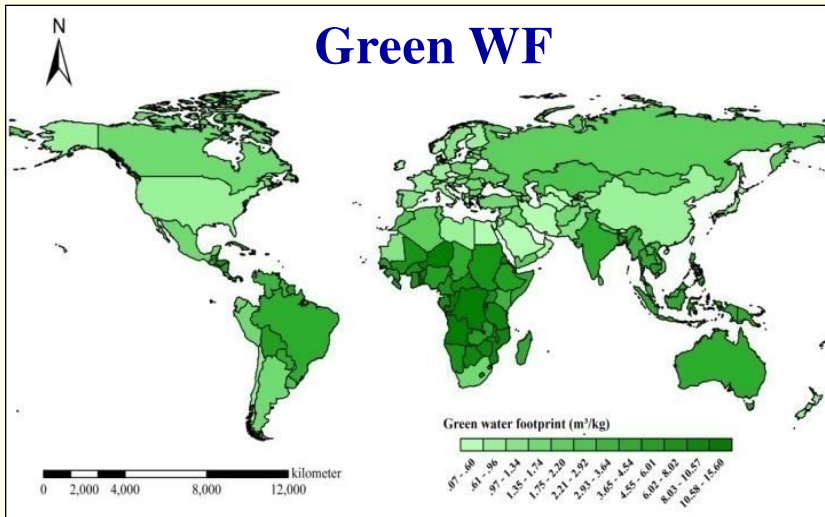 Green WF
N
Green water footprint (m³/kg)
.07 - .60
.61 - .96
.97 - 1.34
1.35 - 1.74
1.75 - 2.20
2.21 - 2.92
2.93 - 3.64
3.65 - 4.54
4.55 - 6.01
6.02 - 8.02
8.03 - 10.57
10.58 - 15.60
kilometer
0 2,000 4,000 8,000 12,000